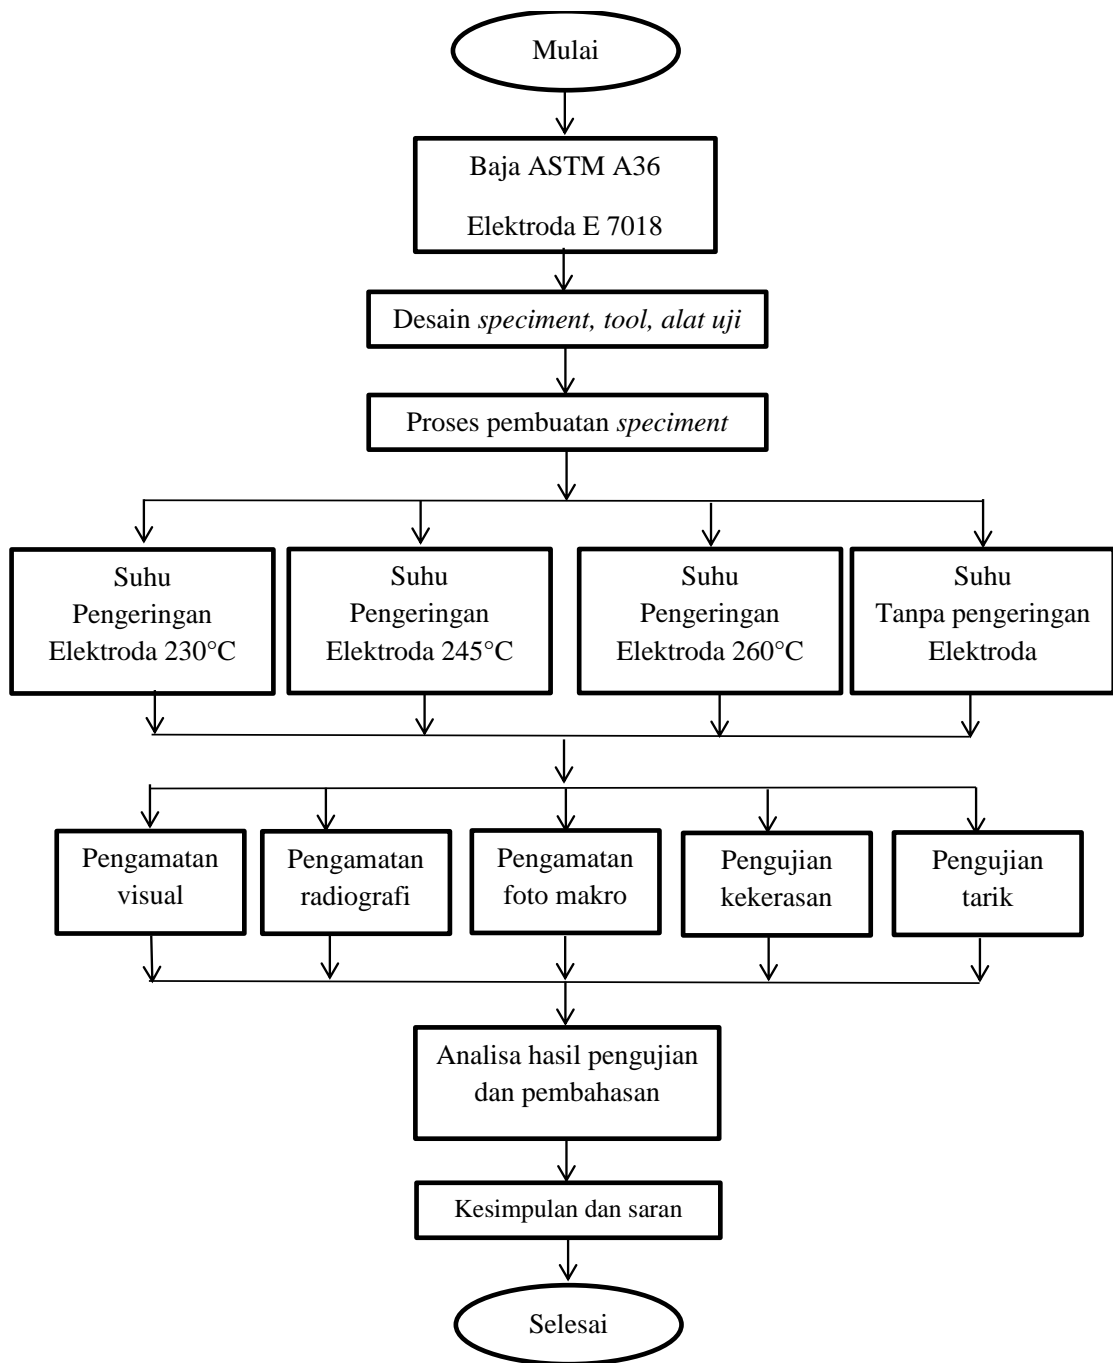 Mulai
Baja ASTM A36
Elektroda E 7018
Desain speciment, tool, alat uji
Proses pembuatan speciment
Suhu
Pengeringan
Elektroda 230°C
Suhu
Pengeringan
Elektroda 245°C
Suhu
Pengeringan
Elektroda 260°C
Suhu
Tanpa pengeringan
Elektroda
Pengamatan
visual
Pengamatan
radiografi
Pengamatan
foto makro
Pengujian
kekerasan
Pengujian
tarik
Analisa hasil pengujian
dan pembahasan
Kesimpulan dan saran
Selesai